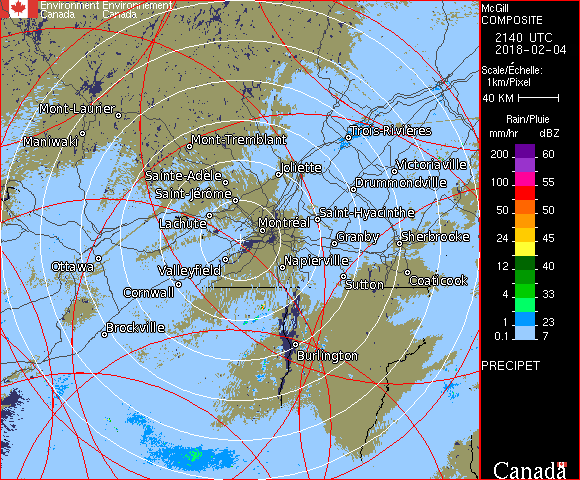 Environment Environnement
Canada Canada
McGill
COMPOSITE
2140 UTC
2018-02-04
Scale/Échelle:
1km/Pixel
40 KM
Rain/Pluie
mm/hr dBZ
200 60
150 57
100 55
50 50
24 45
12 40
4 33
1 23
0.1 7
PRECIPET
Mont-Laurier
Maniwaki
Mont-Tremblant
Trois-Rivières
Joliette
Victoriaville
Sainte-Adèle
Drummondville
Saint-Jérôme
Lachute
Saint-Hyacinthe
Montréal
Granby
Sherbrooke
Ottawa
Valleyfield
Napierville
Cornwall
Sutton
Coaticook
Brockville
Burlington
Canada